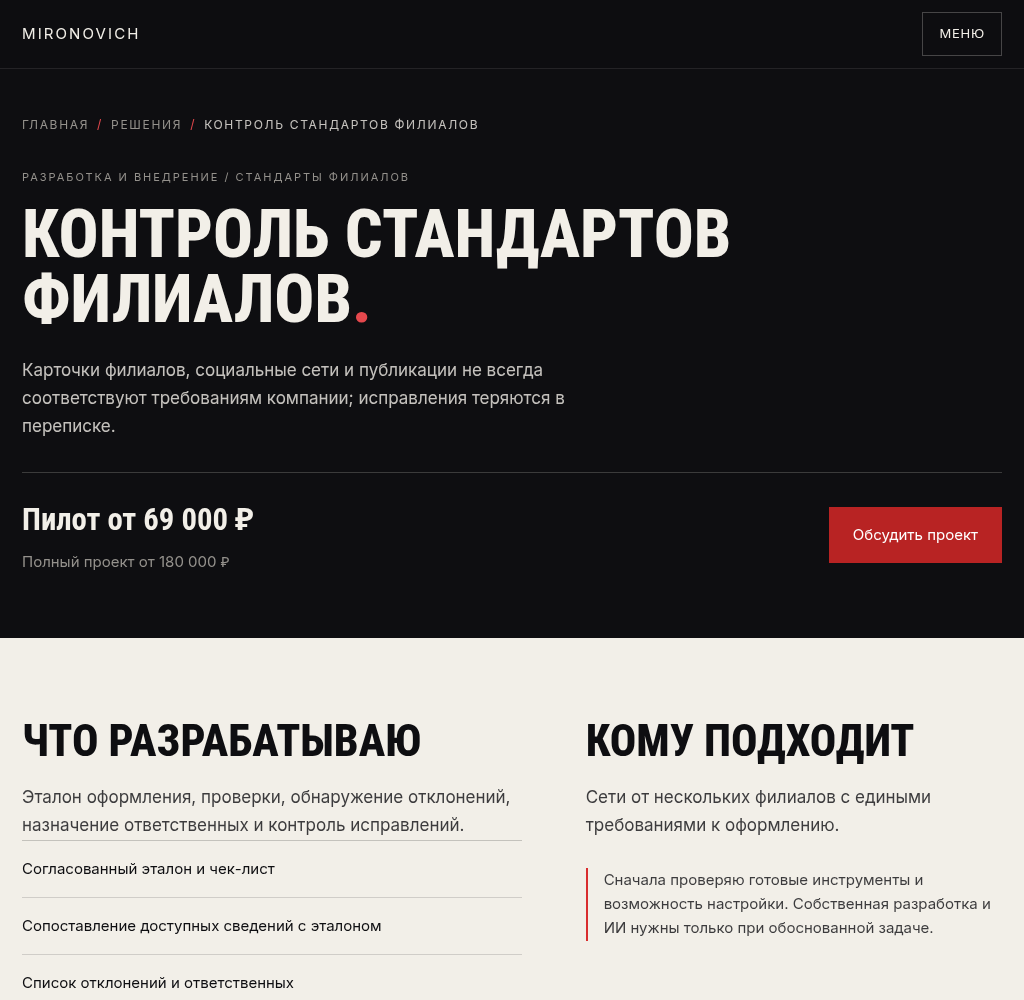 MIRONOVICH
МЕНЮ
ГЛАВНАЯ / РЕШЕНИЯ / КОНТРОЛЬ СТАНДАРТОВ ФИЛИАЛОВ
РАЗРАБОТКА И ВНЕДРЕНИЕ / СТАНДАРТЫ ФИЛИАЛОВ
КОНТРОЛЬ СТАНДАРТОВ
ФИЛИАЛОВ.
Карточки филиалов, социальные сети и публикации не всегда
соответствуют требованиям компании; исправления теряются в
переписке.
Пилот от 69 000 ₽
Полный проект от 180 000 ₽
Обсудить проект
ЧТО РАЗРАБАТЫВАЮ
Эталон оформления, проверки, обнаружение отклонений,
назначение ответственных и контроль исправлений.
Согласованный эталон и чек-лист
Сопоставление доступных сведений с эталоном
Список отклонений и ответственных
КОМУ ПОДХОДИТ
Сети от нескольких филиалов с едиными
требованиями к оформлению.
Сначала проверяю готовые инструменты и
возможность настройки. Собственная разработка и
ИИ нужны только при обоснованной задаче.